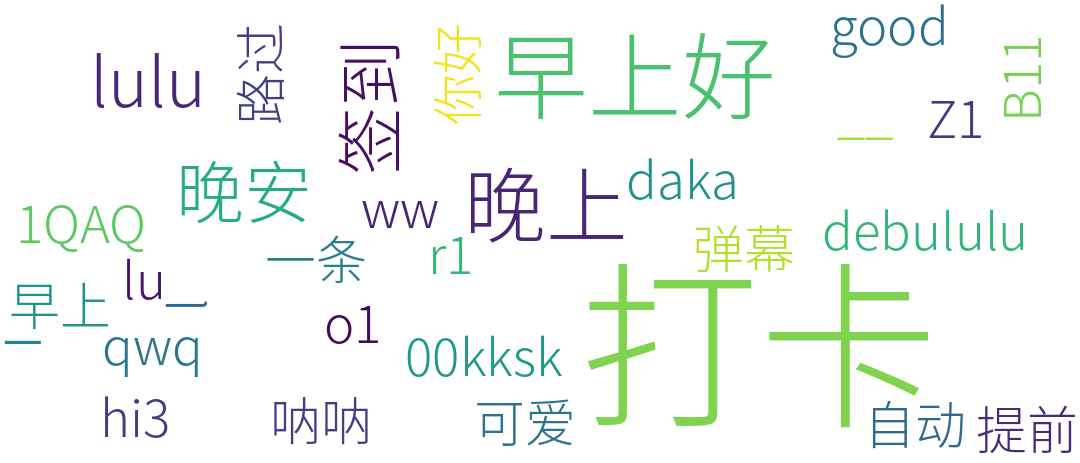 good
lulu
路过
签到
你好
早上好
B11
Z1
__
晚安
晚上
daka
ww
1QAQ
debululu
r1
弹幕
一条
lu
早上
打卡
o1
qwq
00kksk
hi3
呐呐
可爱
自动
提前